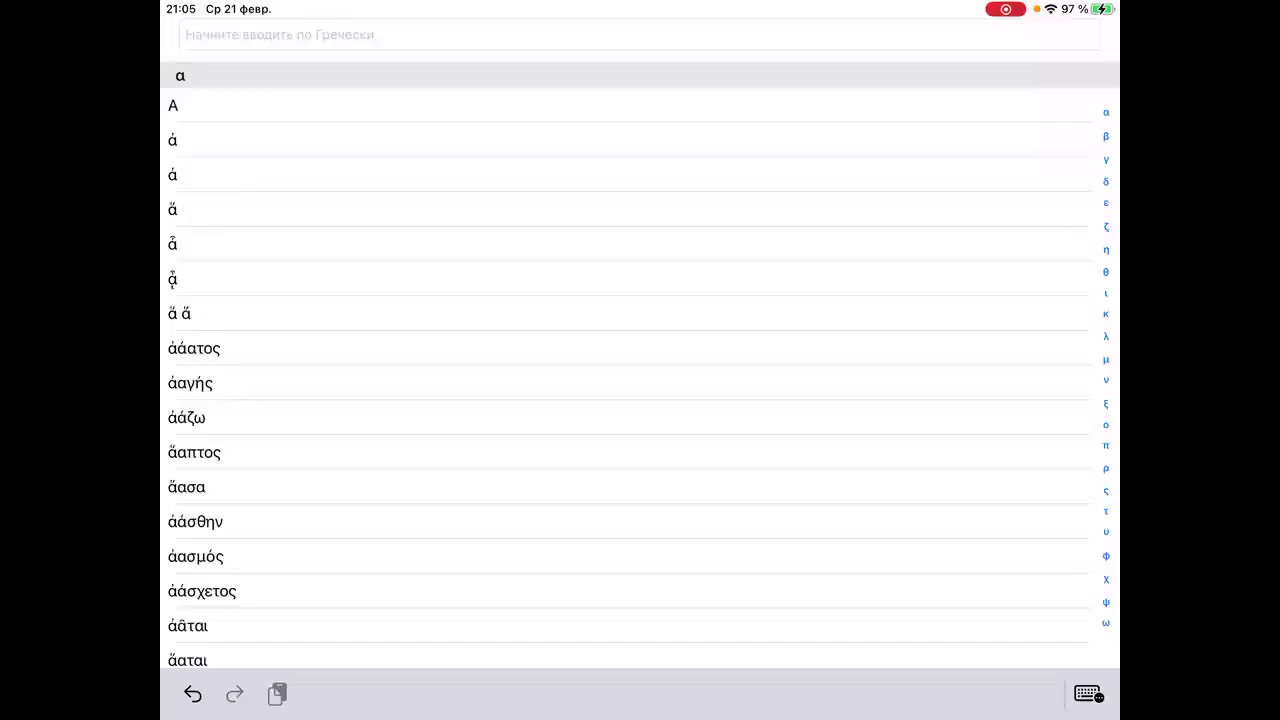 21:05 Ср 21 февр. 97 %
Начните вводить по Гречески
α
Α
ἀ
ἁ
ἅ
ἆ
ᾆ
ἄ ἅ
ἀάατος
ἀαγής
ἀάζω
ἄαπτος
ἄασα
ἀάσθην
ἀασμός
ἀάσχετος
ἀᾶται
ἄαται
α
β
γ
δ
ε
ζ
η
θ
ι
κ
λ
μ
ν
ξ
ο
π
ρ
ς
τ
υ
φ
χ
ψ
ω